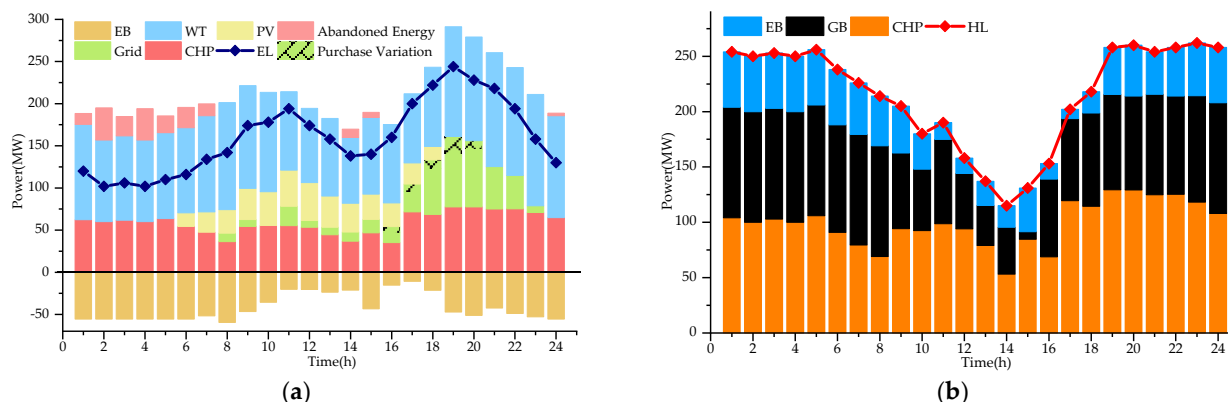 EB WT PV Abandoned Energy
Grid CHP EL Purchase Variation
Power(MW)
300
250
200
150
100
50
0
-50
0 2 4 6 8 10 12 14 16 18 20 22 24
Time(h)
(a)
EB GB CHP HL
Power(MW)
250
200
150
100
50
0
0 2 4 6 8 10 12 14 16 18 20 22 24
Time(h)
(b)